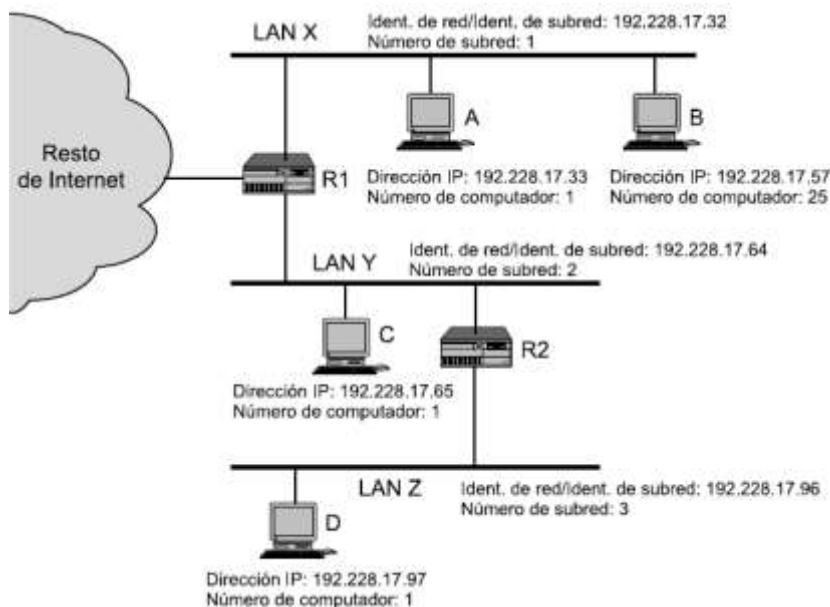 LAN X
Ident. de red/Ident. de subred: 192.228.17.32
Número de subred: 1
A
B
Resto
de Internet
R1
Dirección IP: 192.228.17.33
Número de computador: 1
Dirección IP: 192.228.17.57
Número de computador: 25
LAN Y
Ident. de red/Ident. de subred: 192.228.17.64
Número de subred: 2
C
R2
Dirección IP: 192.228.17.65
Número de computador: 1
LAN Z
Ident. de red/Ident. de subred: 192.228.17.96
Número de subred: 3
D
Dirección IP: 192.228.17.97
Número de computador: 1